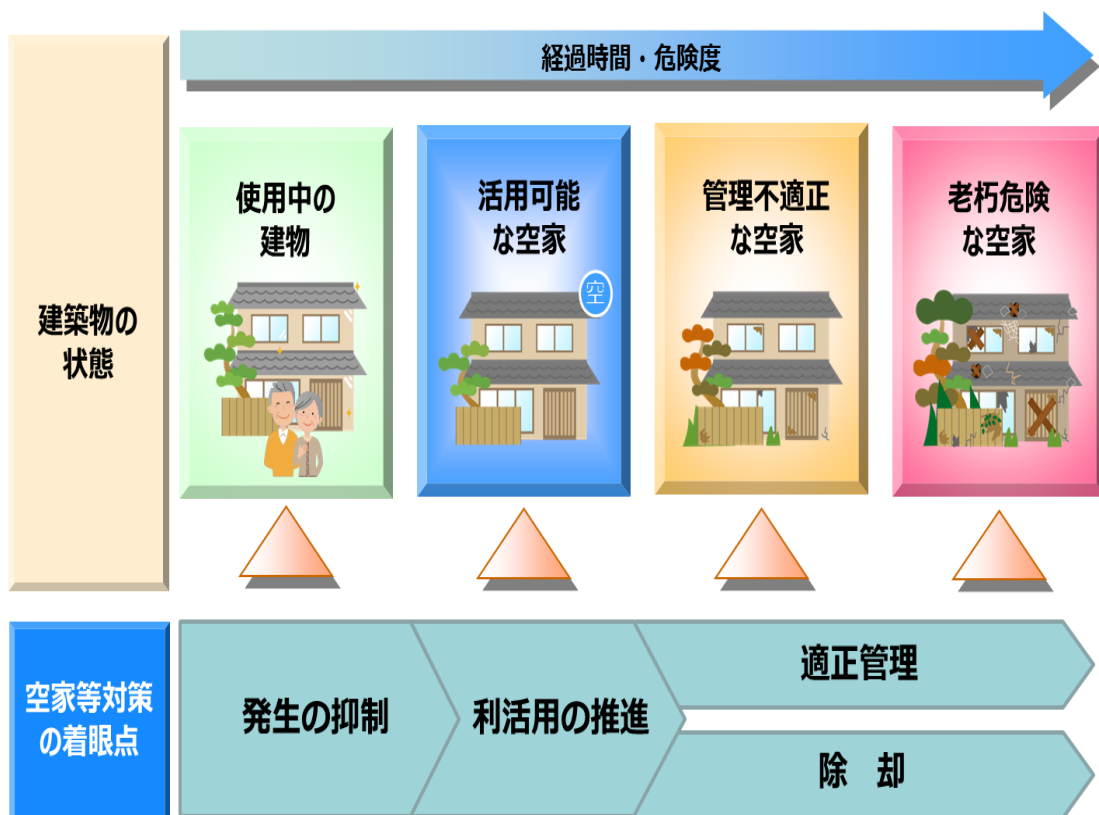 経過時間・危険度
建築物の
状態
使用中の
建物
活用可能
な空家
空
管理不適正
な空家
老朽危険
な空家
空家等対策
の着眼点
発生の抑制
利活用の推進
適正管理
除　却